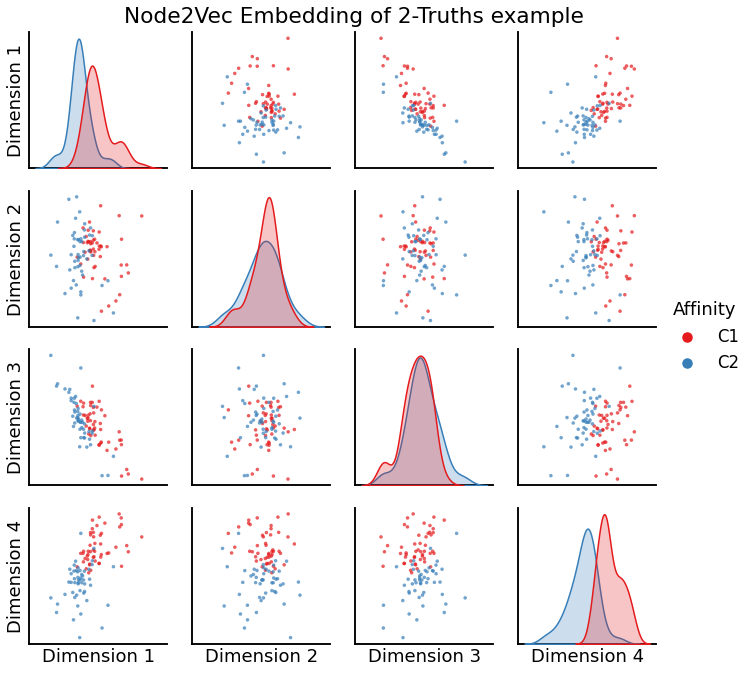 Node2Vec Embedding of 2-Truths example
Dimension 1
Dimension 2
Dimension 3
Dimension 4
Affinity
C1
C2
Dimension 1
Dimension 2
Dimension 3
Dimension 4